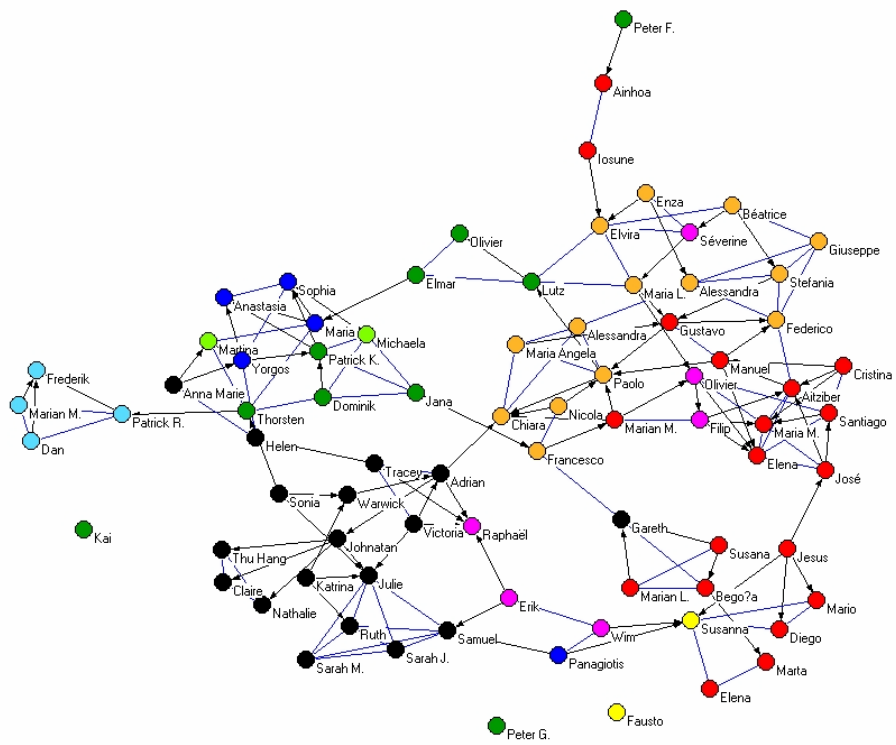 Peter F.
Ainhoa
Iosune
Enza
Béatrice
Elvira
Séverine
Giuseppe
Olivier
Elmar
Lutz
Maria L.
Alessandra
Stefania
Sophia
Anastasia
Maria
Michaela
Martina
Patrick K.
Yorgos
Alessandra
Gustavo
Federico
Maria Angela
Manuel
Cristina
Frederik
Anna Marie
Paolo
Olivier
Aitziber
Marian M.
Patrick R.
Thorsten
Dominik
Jana
Chiara
Nicola
Marian M.
Filip
Maria M.
Santiago
Dan
Helen
Francesco
Elena
José
Tracey
Adrian
Sonia
Warwick
Kai
Victoria
Raphaël
Gareth
Johnatan
Susana
Jesus
Thu Hang
Claire
Katrina
Julie
Nathalie
Marian L.
Bego?a
Erik
Mario
Ruth
Samuel
Wim
Susanna
Diego
Sarah M.
Sarah J.
Panagiotis
Marta
Elena
Peter G.
Fausto